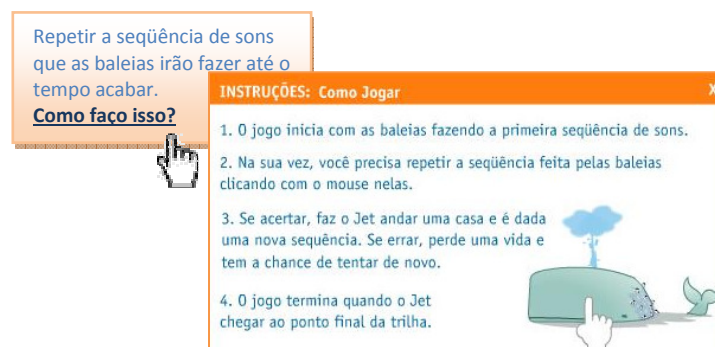 Repetir a seqüência de sons
que as baleias irão fazer até o
tempo acabar.
Como faço isso?
INSTRUÇÕES: Como Jogar X
1. O jogo inicia com as baleias fazendo a primeira seqüência de sons.
2. Na sua vez, você precisa repetir a seqüência feita pelas baleias
clicando com o mouse nelas.
3. Se acertar, faz o Jet andar uma casa e é dada
uma nova sequência. Se errar, perde uma vida e
tem a chance de tentar de novo.
4. O jogo termina quando o Jet
chegar ao ponto final da trilha.